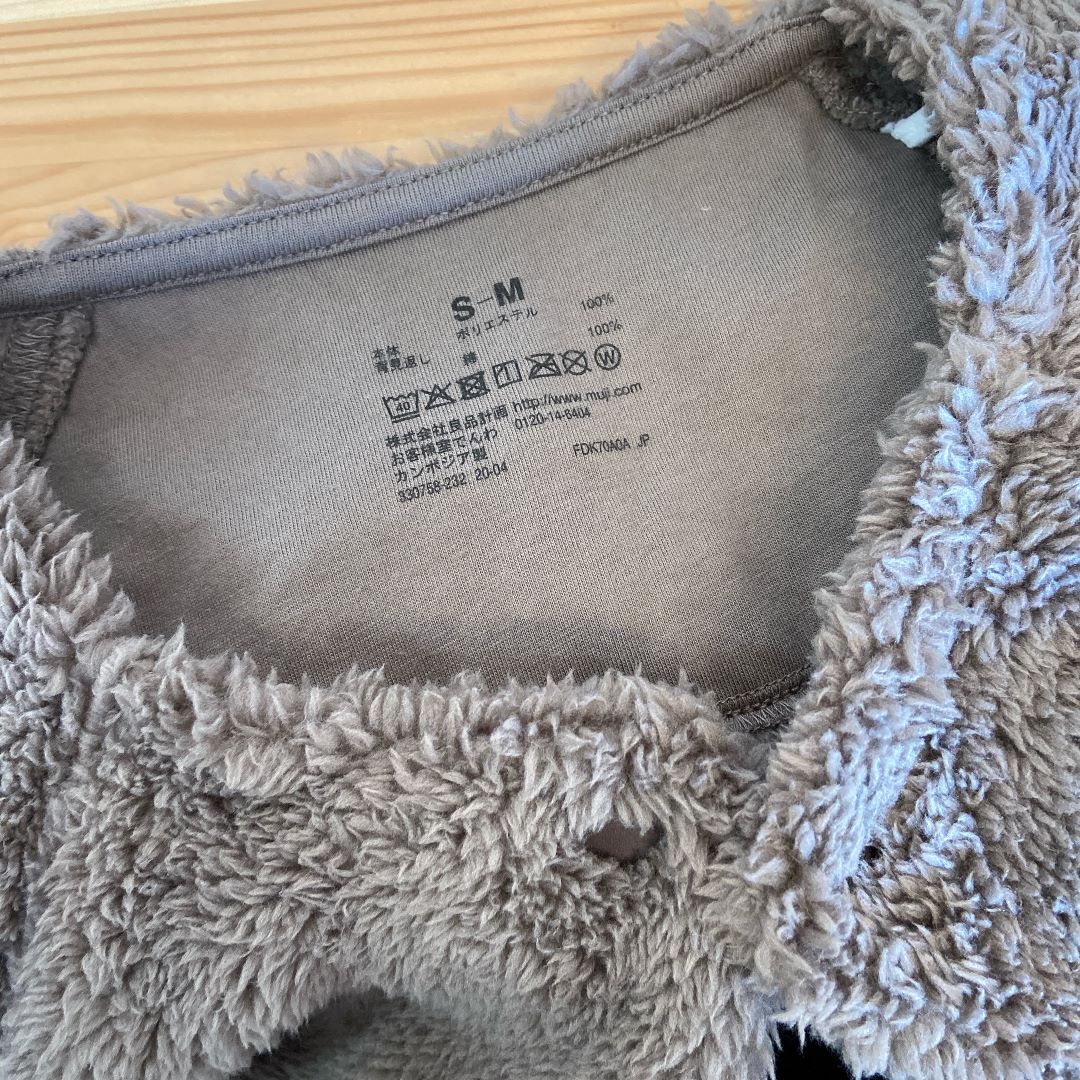 S-M
本体 ポリエステル 100%
背見返し 綿 100%
40 W
株式会社良品計画 http://www.muji.com
お客様室でんわ 0120-14-6404
カンボジア製
330758-232 20-04 FDK70A0A JP